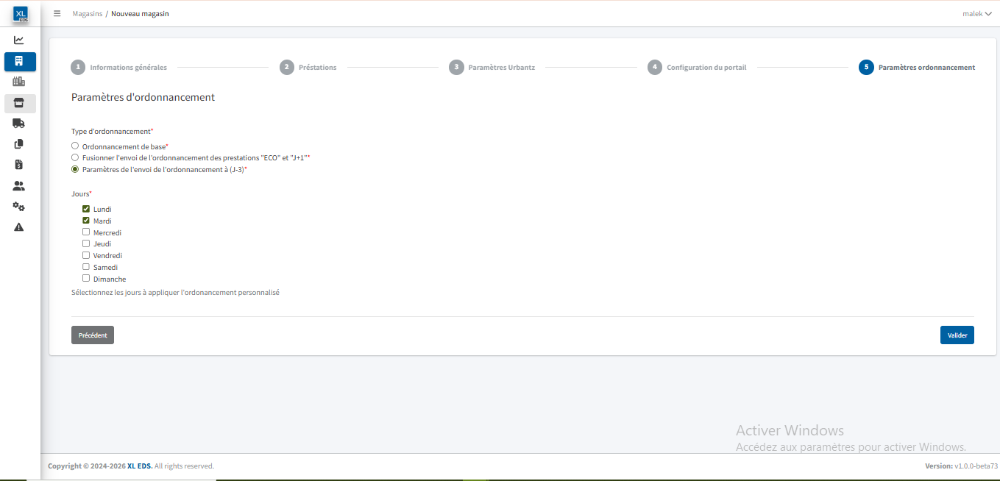 XL
EDS
Magasins / Nouveau magasin
malek
1 Informations générales
2 Préstations
3 Paramètres Urbantz
4 Configuration du portail
5 Paramètres ordonnancement
Paramètres d'ordonnancement
Type d'ordonnancement*
Ordonnancement de base*
Fusionner l'envoi de l'ordonnancement des prestations "ECO" et "J+1"*
Paramètres de l'envoi de l'ordonnancement à (J-3)*
Jours*
Lundi
Mardi
Mercredi
Jeudi
Vendredi
Samedi
Dimanche
Sélectionnez les jours à appliquer l'ordonancement personnalisé
Précédent
Valider
Activer Windows
Accédez aux paramètres pour activer Windows.
Copyright © 2024-2026 XL EDS. All rights reserved.
Version: v1.0.0-beta73